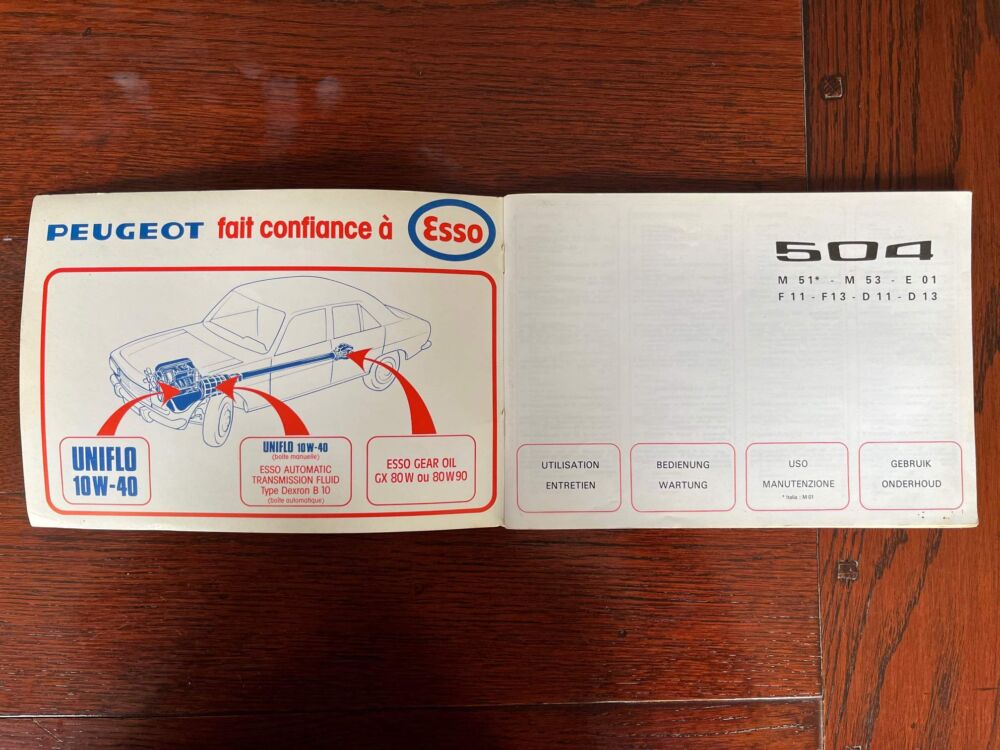 PEUGEOT fait confiance à Esso
UNIFLO
10W-40
UNIFLO 10W-40
(boîte manuelle)
ESSO AUTOMATIC
TRANSMISSION FLUID
Type Dexron B 10
(boîte automatique)
ESSO GEAR OIL
GX 80W ou 80W90
504
M 51* - M 53 - E 01
F 11 - F 13 - D 11 - D 13
UTILISATION
ENTRETIEN
BEDIENUNG
WARTUNG
USO
MANUTENZIONE
* Italia : M 01
GEBRUIK
ONDERHOUD